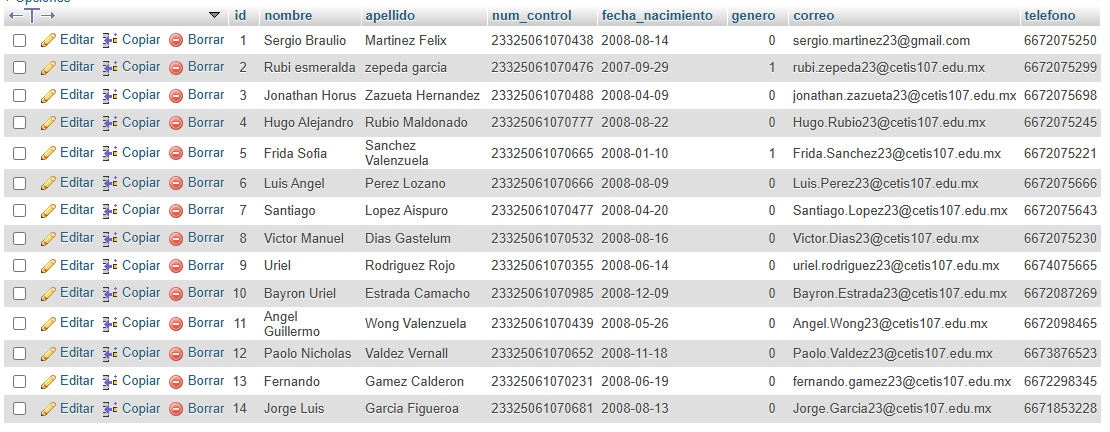 Opciones
id nombre apellido num_control fecha_nacimiento genero correo telefono
Editar Copiar Borrar 1 Sergio Braulio Martinez Felix 23325061070438 2008-08-14 0 sergio.martinez23@gmail.com 6672075250
Editar Copiar Borrar 2 Rubi esmeralda zepeda garcia 23325061070476 2007-09-29 1 rubi.zepeda23@cetis107.edu.mx 6672075299
Editar Copiar Borrar 3 Jonathan Horus Zazueta Hernandez 23325061070488 2008-04-09 0 jonathan.zazueta23@cetis107.edu.mx 6672075698
Editar Copiar Borrar 4 Hugo Alejandro Rubio Maldonado 23325061070777 2008-08-22 0 Hugo.Rubio23@cetis107.edu.mx 6672075245
Editar Copiar Borrar 5 Frida Sofia Sanchez Valenzuela 23325061070665 2008-01-10 1 Frida.Sanchez23@cetis107.edu.mx 6672075221
Editar Copiar Borrar 6 Luis Angel Perez Lozano 23325061070666 2008-08-09 0 Luis.Perez23@cetis107.edu.mx 6672075666
Editar Copiar Borrar 7 Santiago Lopez Aispuro 23325061070477 2008-04-20 0 Santiago.Lopez23@cetis107.edu.mx 6672075643
Editar Copiar Borrar 8 Victor Manuel Dias Gastelum 23325061070532 2008-08-16 0 Victor.Dias23@cetis107.edu.mx 6672075230
Editar Copiar Borrar 9 Uriel Rodriguez Rojo 23325061070355 2008-06-14 0 uriel.rodriguez23@cetis107.edu.mx 6674075665
Editar Copiar Borrar 10 Bayron Uriel Estrada Camacho 23325061070985 2008-12-09 0 Bayron.Estrada23@cetis107.edu.mx 6672087269
Editar Copiar Borrar 11 Angel Guillermo Wong Valenzuela 23325061070439 2008-05-26 0 Angel.Wong23@cetis107.edu.mx 6672098465
Editar Copiar Borrar 12 Paolo Nicholas Valdez Vernall 23325061070652 2008-11-18 0 Paolo.Valdez23@cetis107.edu.mx 6673876523
Editar Copiar Borrar 13 Fernando Gamez Calderon 23325061070231 2008-06-19 0 fernando.gamez23@cetis107.edu.mx 6672298345
Editar Copiar Borrar 14 Jorge Luis Garcia Figueroa 23325061070681 2008-08-13 0 Jorge.Garcia23@cetis107.edu.mx 6671853228